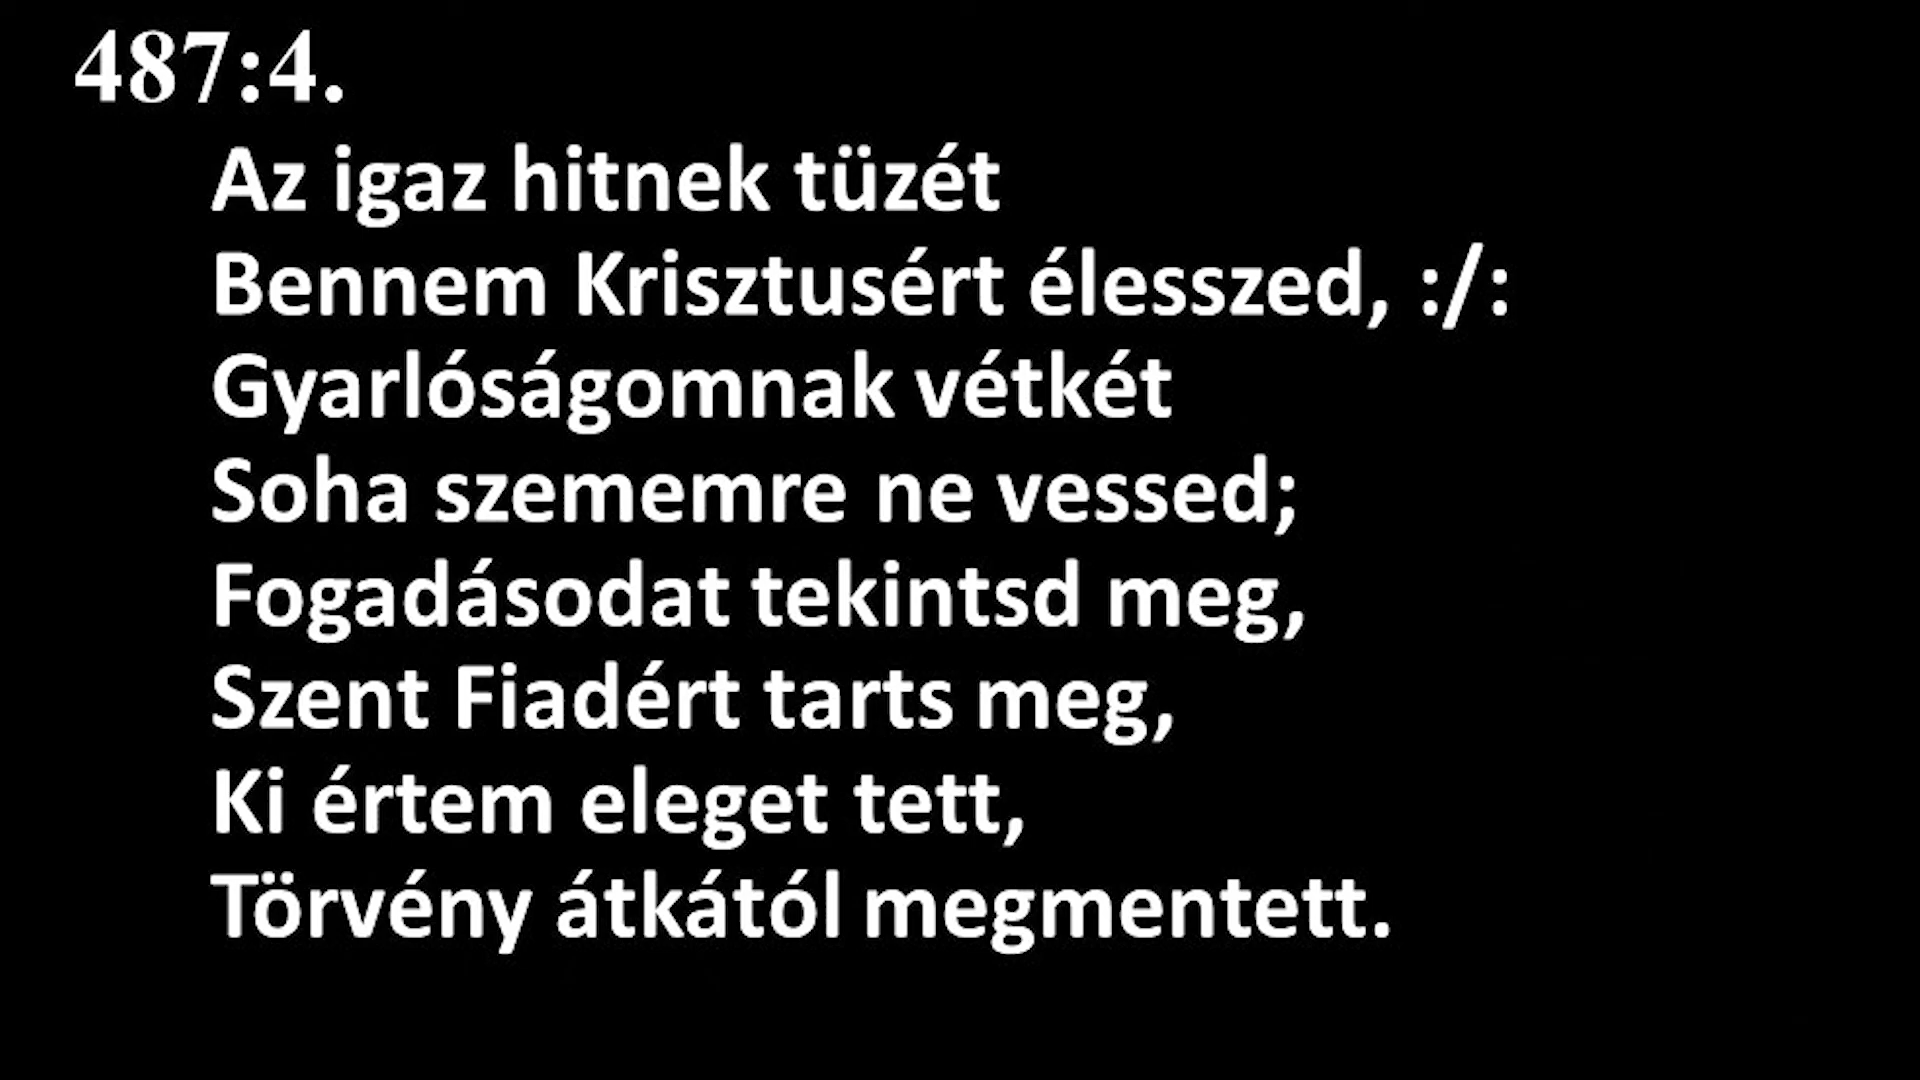 487:4.
Az igaz hitnek tüzét
Bennem Krisztusért élesszed, :/:
Gyarlóságomnak vétkét
Soha szememre ne vessed;
Fogadásodat tekintsd meg,
Szent Fiadért tarts meg,
Ki értem eleget tett,
Törvény átkától megmentett.